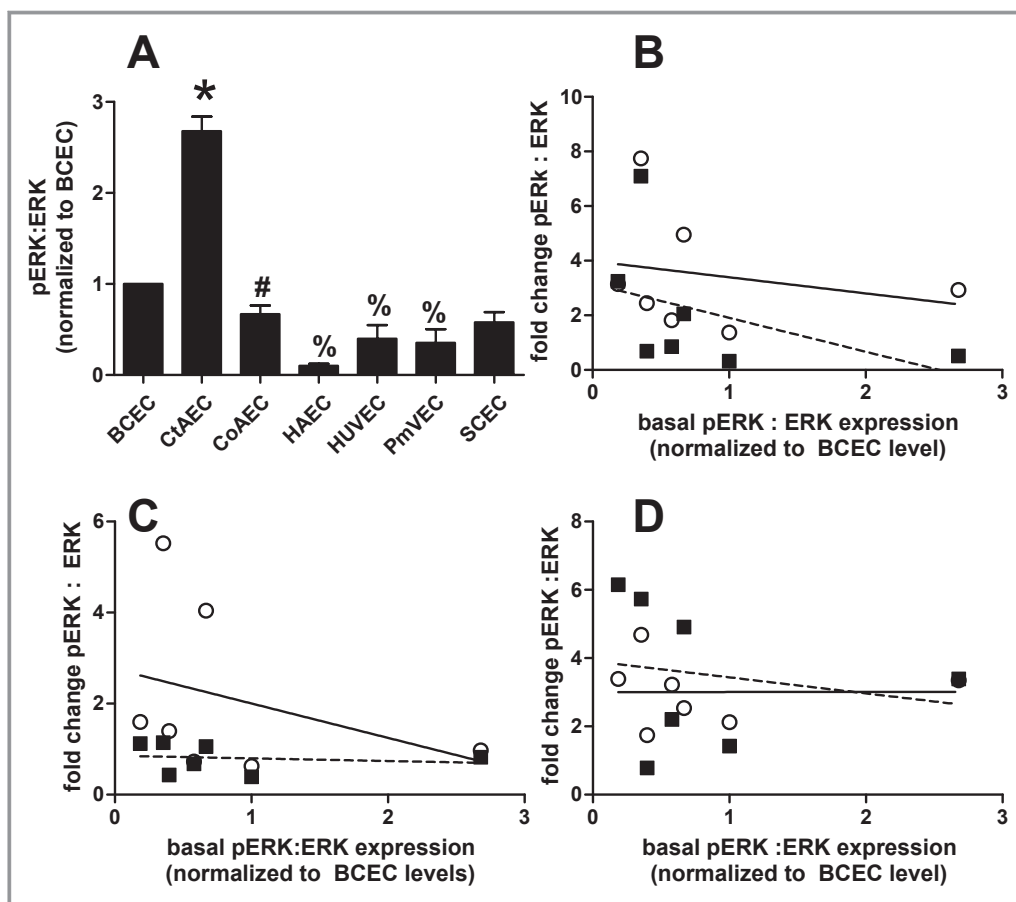 A
pERK:ERK
(normalized to BCEC)
3
2
1
0
*
#
%
%
%
BCEC
CtAEC
CoAEC
HAEC
HUVEC
PmVEC
SCEC
B
fold change pERk : ERK
10
8
6
4
2
0
0 1 2 3
basal pERK : ERK expression
(normalized to BCEC level)
C
fold change pERK : ERK
6
4
2
0
0 1 2 3
basal pERK:ERK expression
(normalized to BCEC levels)
D
fold change pERK :ERK
8
6
4
2
0
0 1 2 3
basal pERK :ERK expression
(normalized to BCEC level)